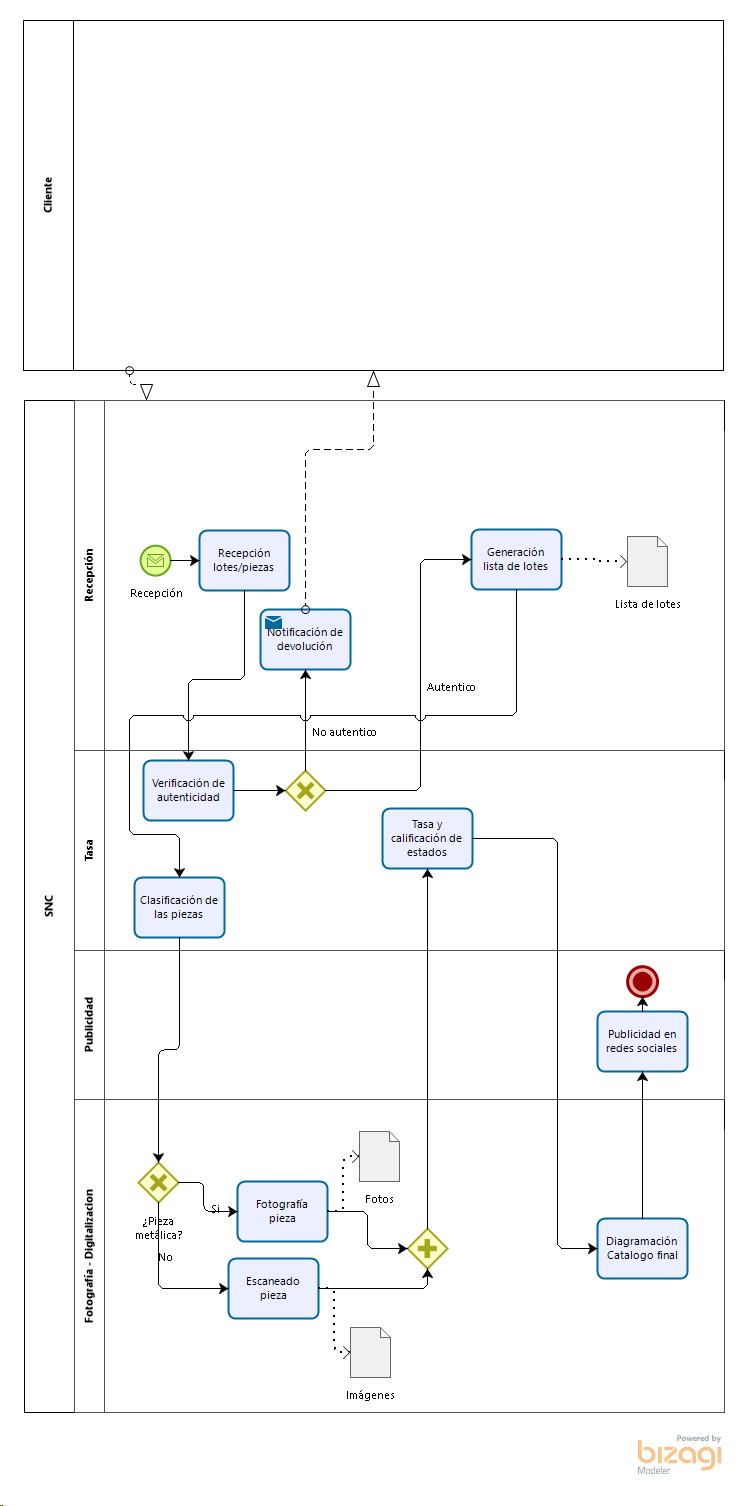 Cliente
SNC
Recepción
Recepción
lotes/piezas
Recepción
Generación
lista de lotes
Lista de lotes
Notificación de
devolución
Autentico
No autentico
Tasa
Verificación de
autenticidad
Tasa y
calificación de
estados
Clasificación de
las piezas
Publicidad
Publicidad en
redes sociales
Fotografía - Digitalizacion
¿Pieza
metálica?
Si
No
Fotografía
pieza
Fotos
Escaneado
pieza
Imágenes
Diagramación
Catalogo final
Powered by
bizagi
Modeler